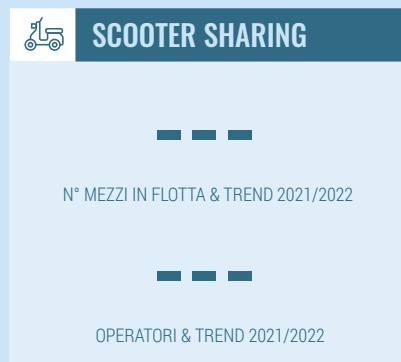 SCOOTER SHARING
---
N° MEZZI IN FLOTTA & TREND 2021/2022
---
OPERATORI & TREND 2021/2022